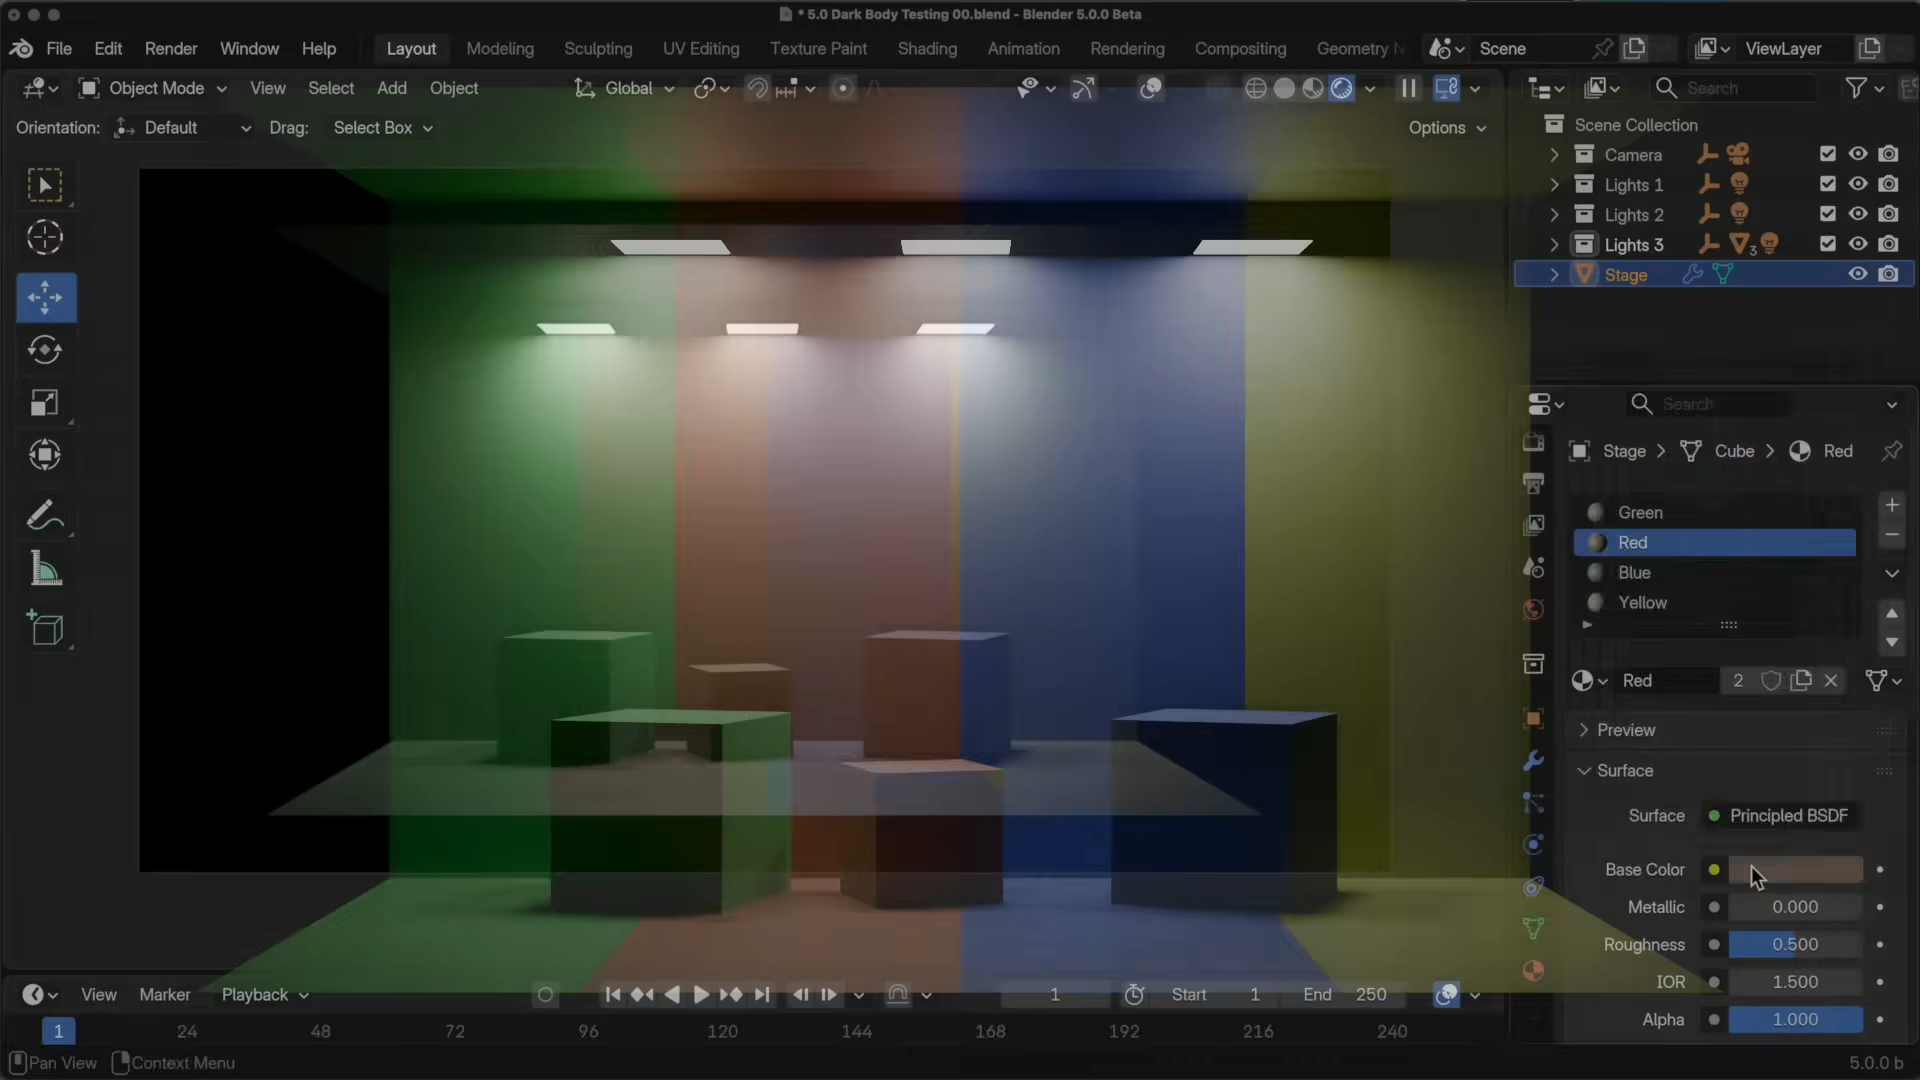 * 5.0 Dark Body Testing 00.blend - Blender 5.0.0 Beta
File Edit Render Window Help Layout Modeling Sculpting UV Editing Texture Paint Shading Animation Rendering Compositing Geometry N Scene ViewLayer
Object Mode View Select Add Object Global Search
Orientation: Default Drag: Select Box Options
Scene Collection
Camera
Lights 1
Lights 2
Lights 3 3
Stage
Search
Stage Cube Red
Green
Red
Blue
Yellow
Red 2
Preview
Surface
Surface Principled BSDF
Base Color
Metallic 0.000
Roughness 0.500
IOR 1.500
Alpha 1.000
View Marker Playback 1 Start 1 End 250
1 24 48 72 96 120 144 168 192 216 240
Pan View Context Menu 5.0.0 b